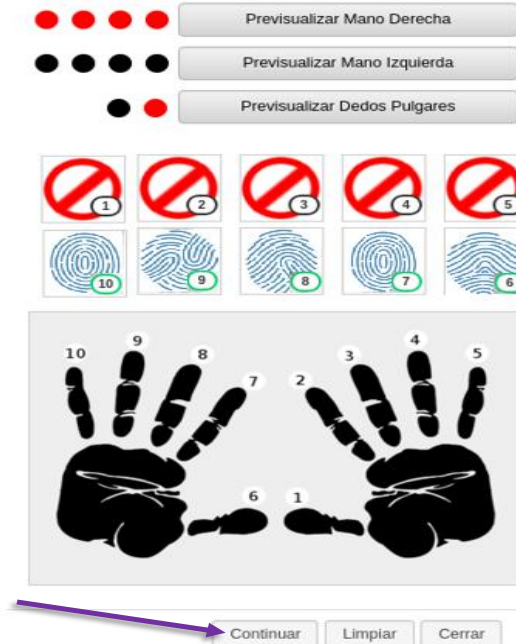 Previsualizar Mano Derecha
Previsualizar Mano Izquierda
Previsualizar Dedos Pulgares
1 2 3 4 5
10 9 8 7 6
10 9 8 7 2 3 4 5
6 1
Continuar Limpiar Cerrar